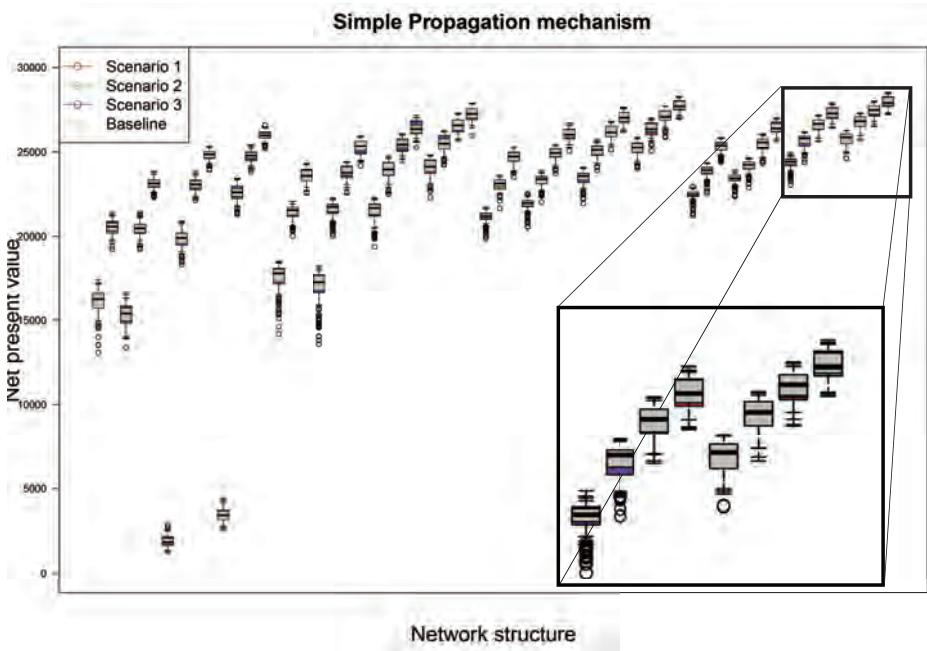 Simple Propagation mechanism
Scenario 1
Scenario 2
Scenario 3
Baseline
Net present value
30000
25000
20000
15000
10000
5000
0
Network structure